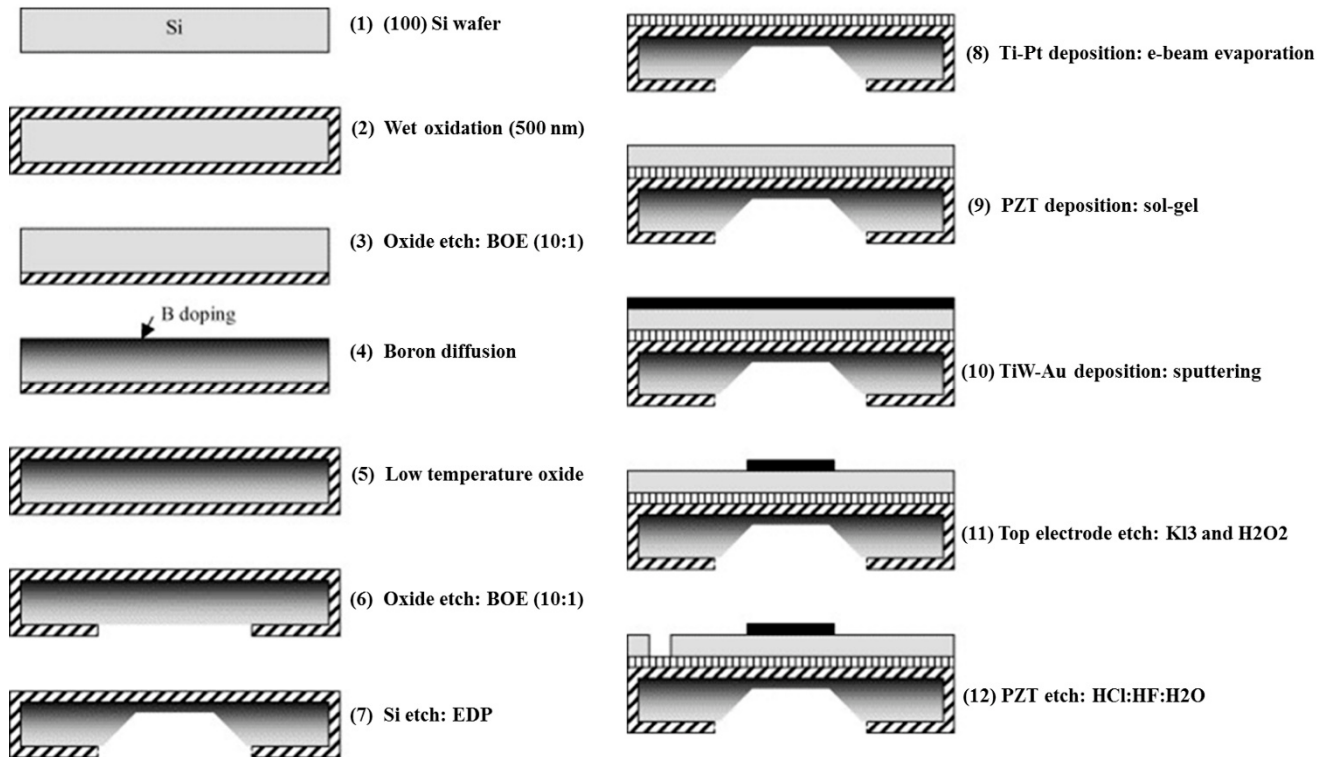 Si
(1) (100) Si wafer
(2) Wet oxidation (500 nm)
(3) Oxide etch: BOE (10:1)
B doping
(4) Boron diffusion
(5) Low temperature oxide
(6) Oxide etch: BOE (10:1)
(7) Si etch: EDP
(8) Ti-Pt deposition: e-beam evaporation
(9) PZT deposition: sol-gel
(10) TiW-Au deposition: sputtering
(11) Top electrode etch: Kl3 and H2O2
(12) PZT etch: HCl:HF:H2O